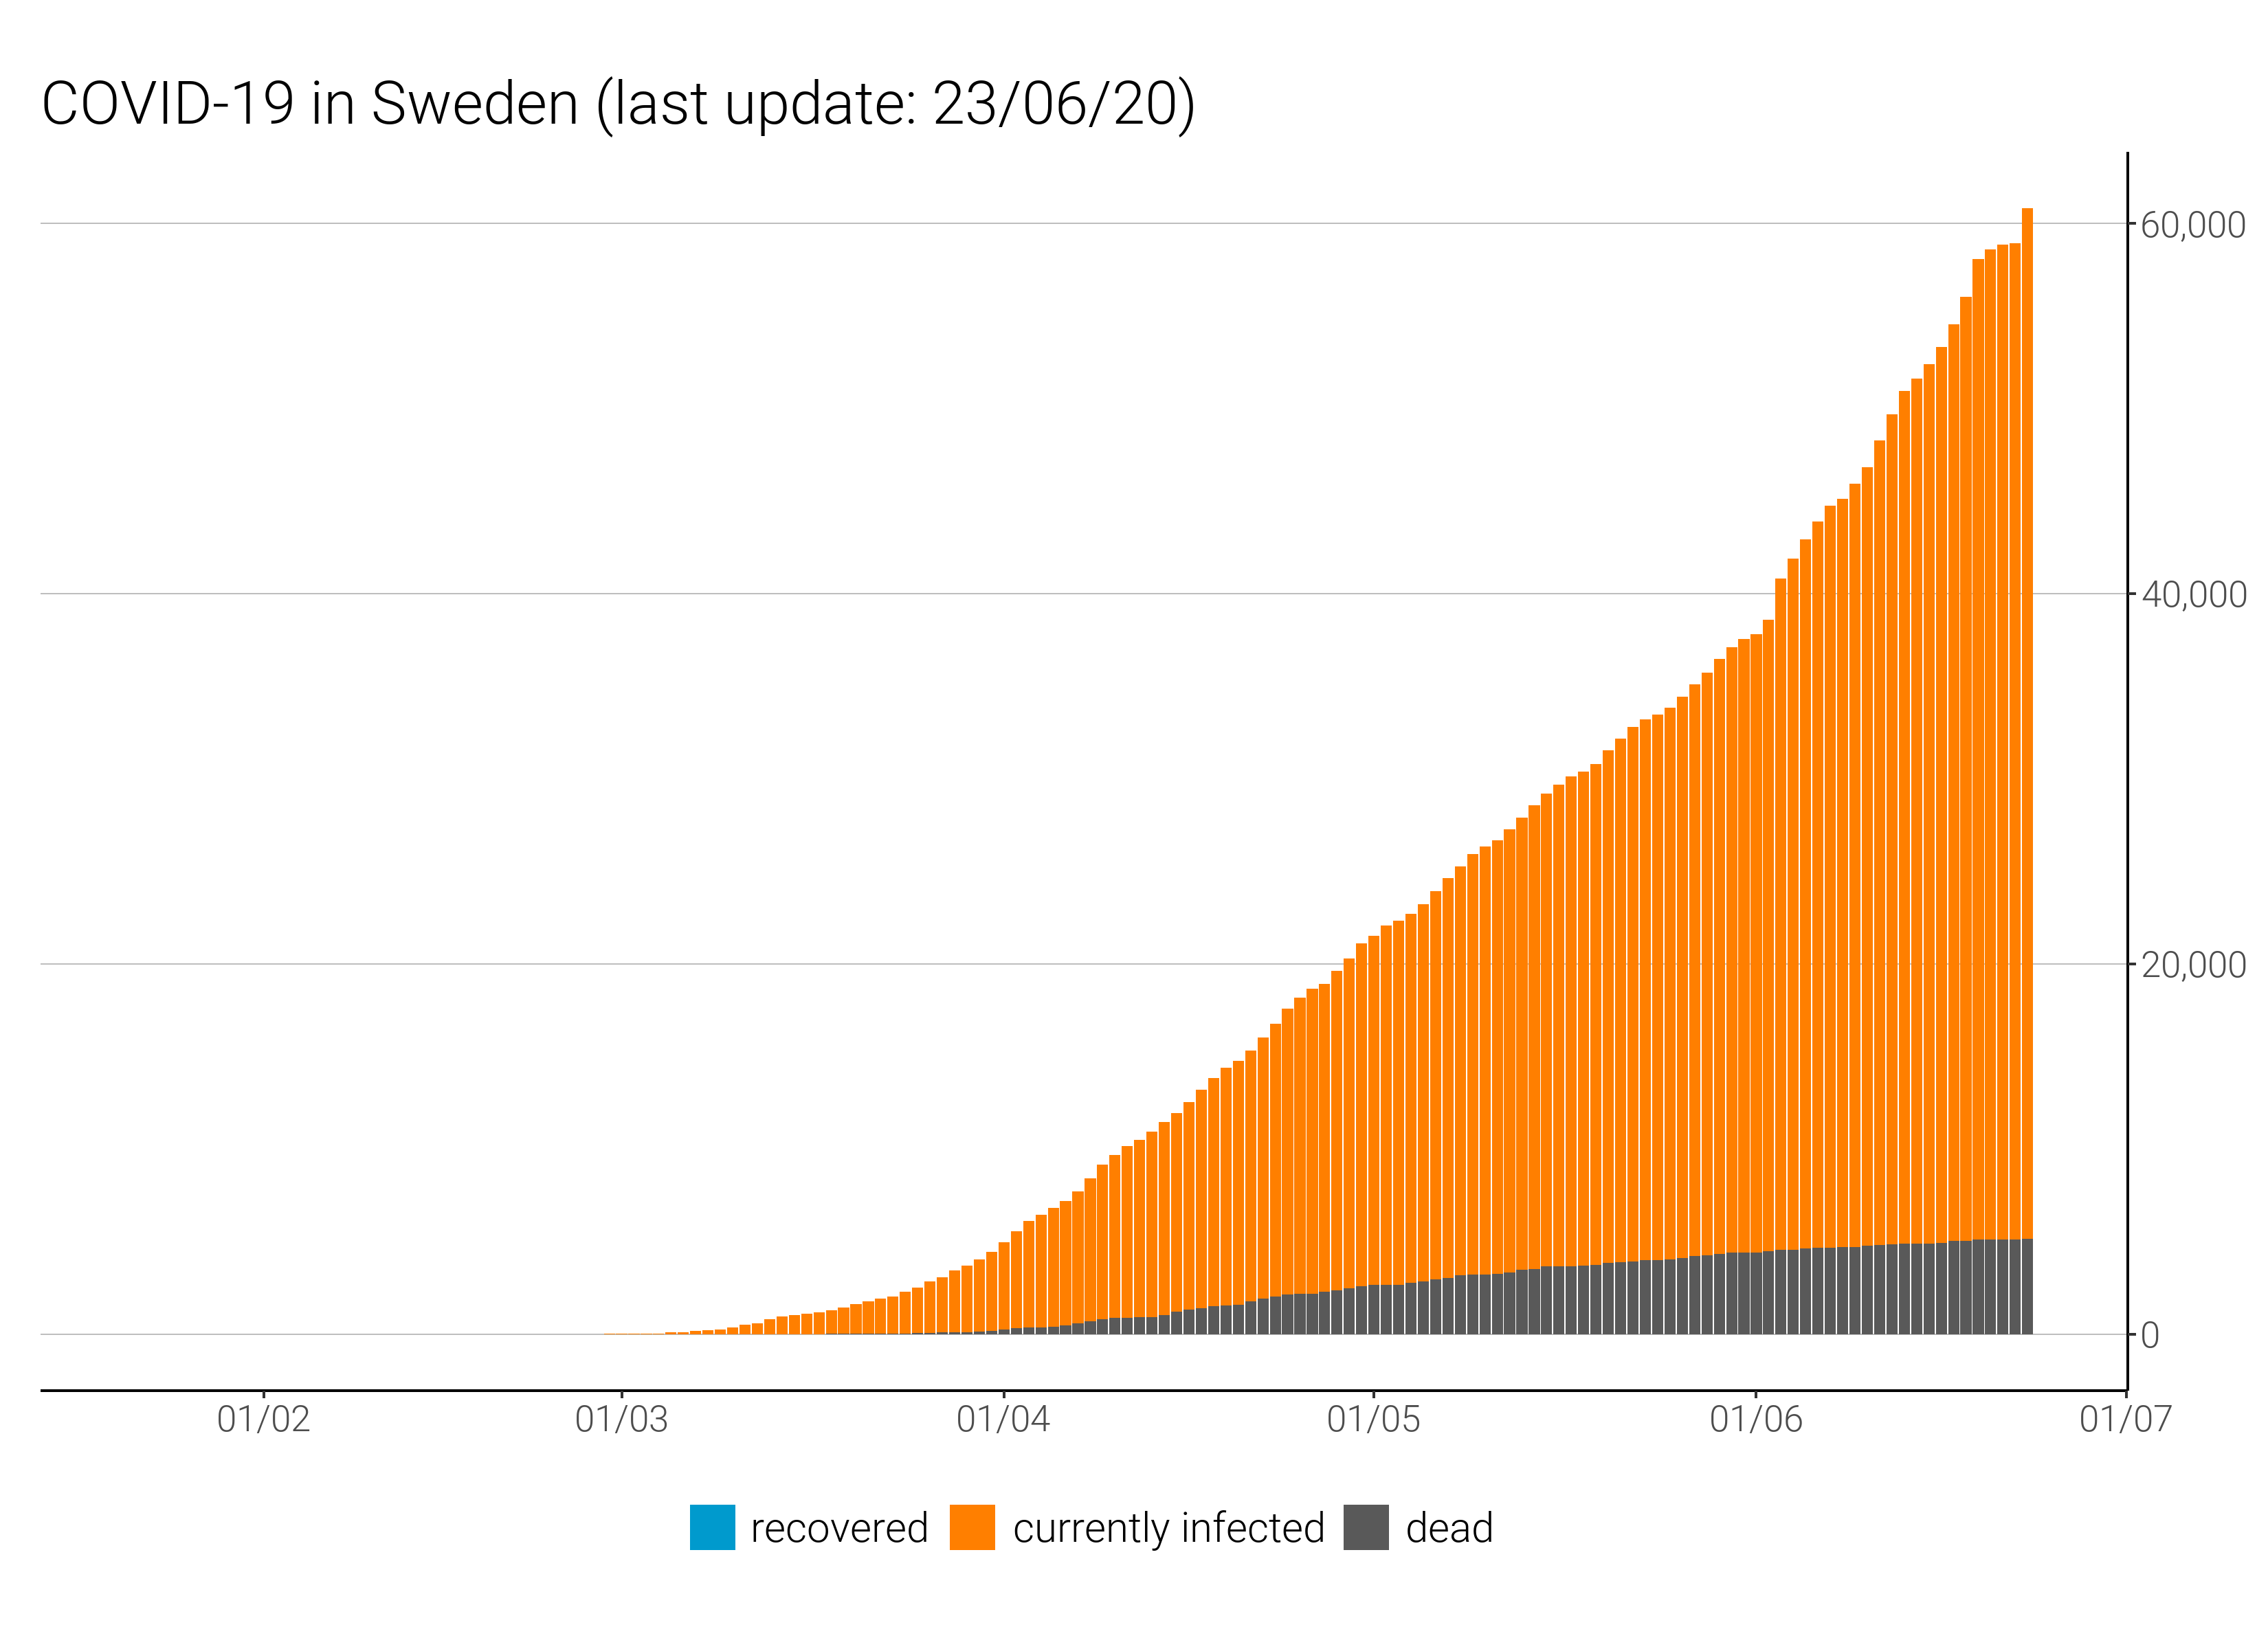 COVID-19 in Sweden (last update: 23/06/20)
60,000
40,000
20,000
0
01/02 01/03 01/04 01/05 01/06 01/07
recovered currently infected dead